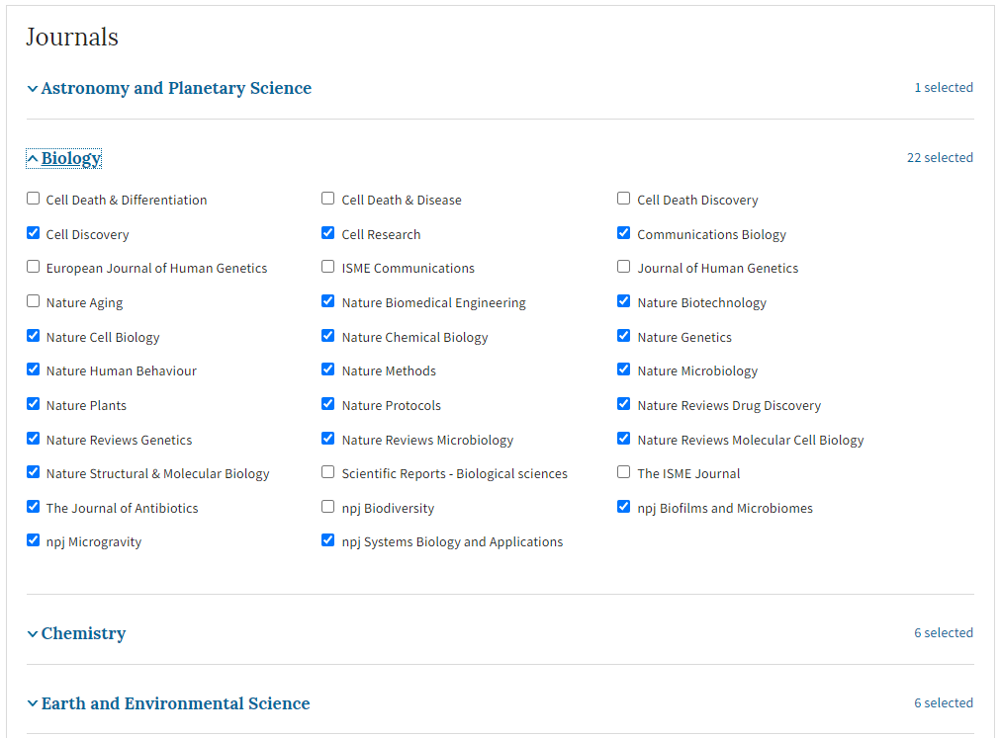 Journals
Astronomy and Planetary Science 1 selected
Biology 22 selected
Cell Death & Differentiation Cell Death & Disease Cell Death Discovery
Cell Discovery Cell Research Communications Biology
European Journal of Human Genetics ISME Communications Journal of Human Genetics
Nature Aging Nature Biomedical Engineering Nature Biotechnology
Nature Cell Biology Nature Chemical Biology Nature Genetics
Nature Human Behaviour Nature Methods Nature Microbiology
Nature Plants Nature Protocols Nature Reviews Drug Discovery
Nature Reviews Genetics Nature Reviews Microbiology Nature Reviews Molecular Cell Biology
Nature Structural & Molecular Biology Scientific Reports - Biological sciences The ISME Journal
The Journal of Antibiotics npj Biodiversity npj Biofilms and Microbiomes
npj Microgravity npj Systems Biology and Applications
Chemistry 6 selected
Earth and Environmental Science 6 selected